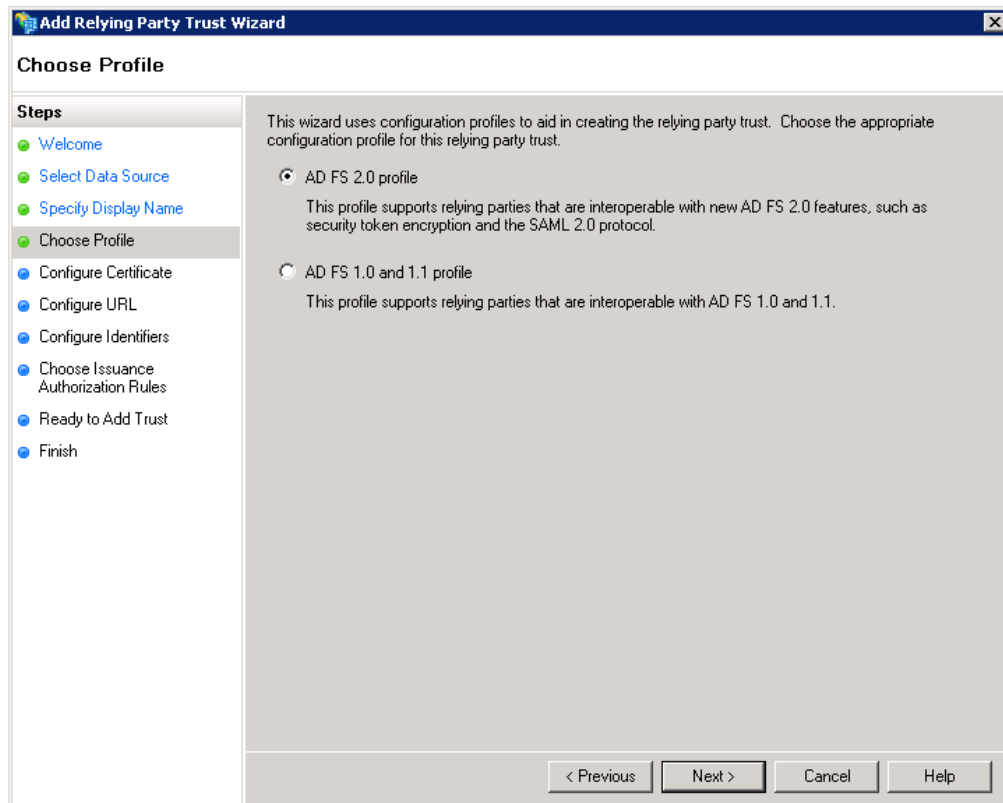 Add Relying Party Trust Wizard
Choose Profile
Steps
Welcome
Select Data Source
Specify Display Name
Choose Profile
Configure Certificate
Configure URL
Configure Identifiers
Choose Issuance
Authorization Rules
Ready to Add Trust
Finish
This wizard uses configuration profiles to aid in creating the relying party trust. Choose the appropriate
configuration profile for this relying party trust.
AD FS 2.0 profile
This profile supports relying parties that are interoperable with new AD FS 2.0 features, such as
security token encryption and the SAML 2.0 protocol.
AD FS 1.0 and 1.1 profile
This profile supports relying parties that are interoperable with AD FS 1.0 and 1.1.
< Previous
Next >
Cancel
Help